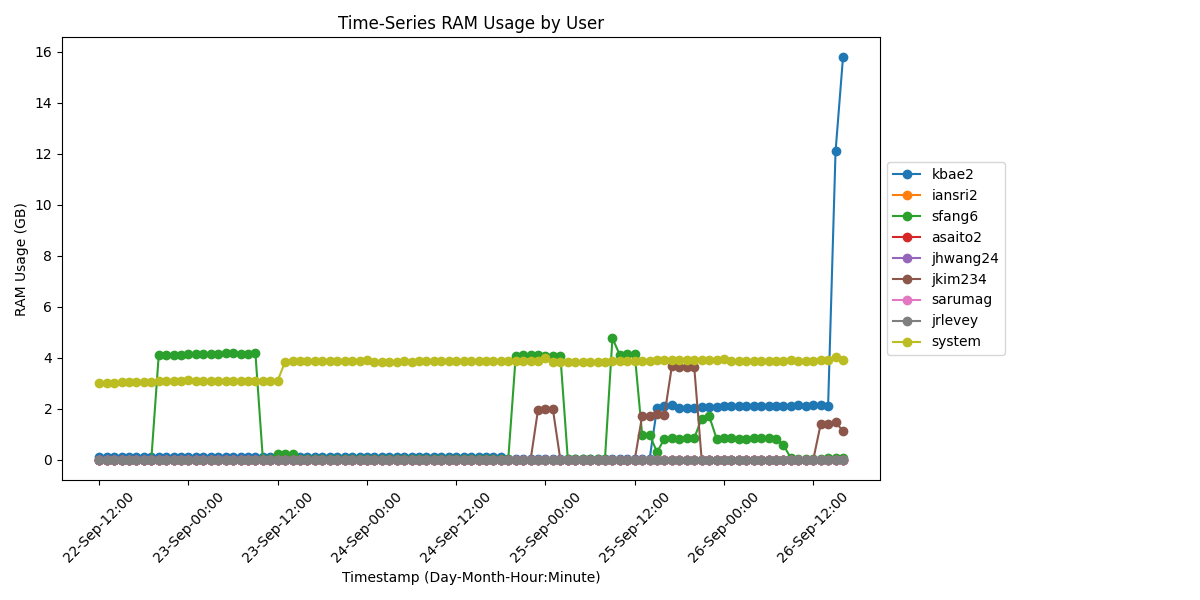 Time-Series RAM Usage by User
16
14
12
10
8
6
4
2
0
RAM Usage (GB)
22-Sep-12:00
23-Sep-00:00
23-Sep-12:00
24-Sep-00:00
24-Sep-12:00
25-Sep-00:00
25-Sep-12:00
26-Sep-00:00
26-Sep-12:00
Timestamp (Day-Month-Hour:Minute)
kbae2
iansri2
sfang6
asaito2
jhwang24
jkim234
sarumag
jrlevey
system